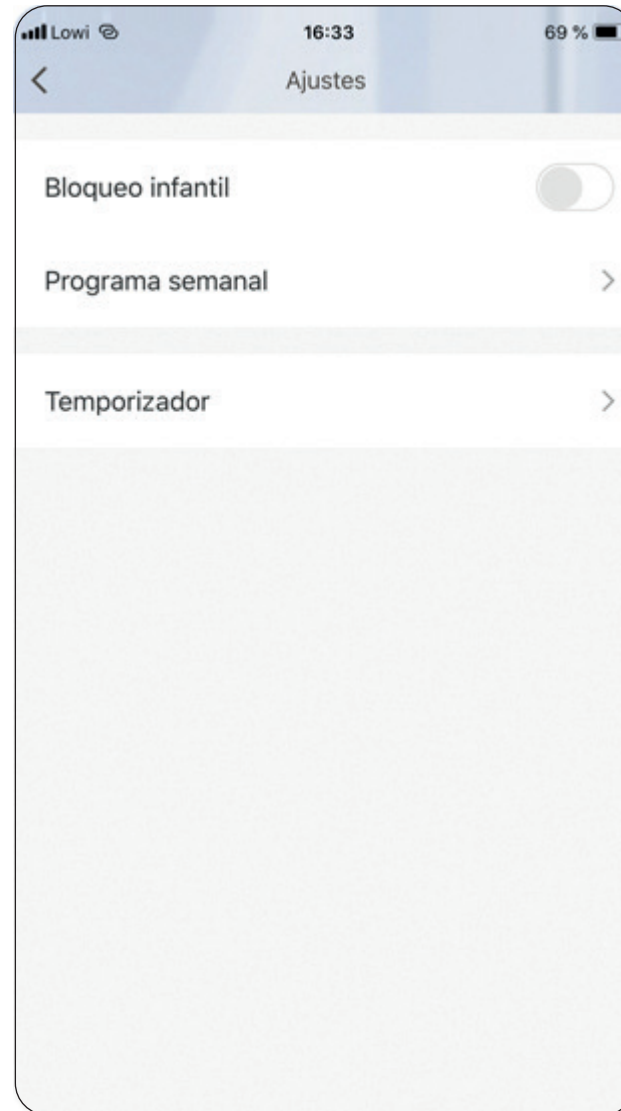 Lowi 16:33 69 %
Ajustes
Bloqueo infantil
Programa semanal
Temporizador